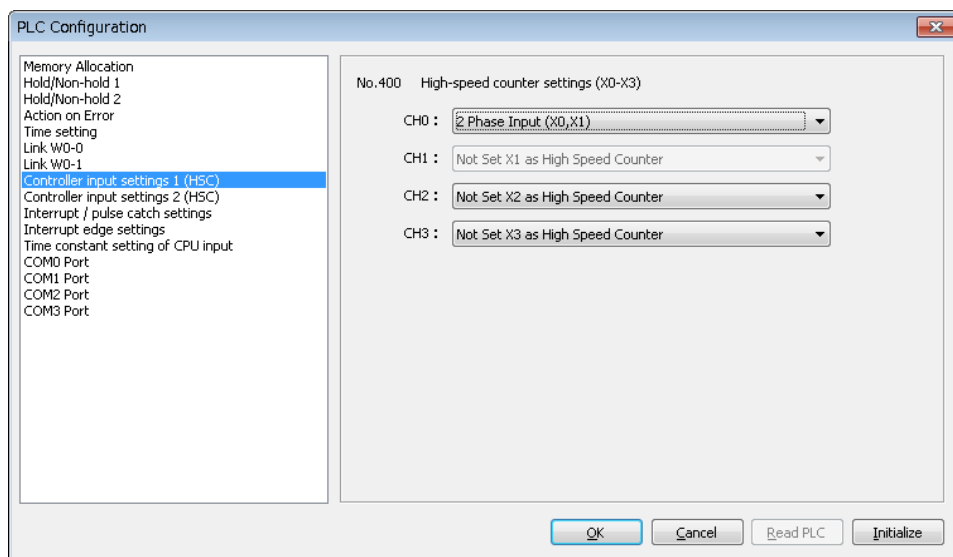 PLC Configuration
Memory Allocation
Hold/Non-hold 1
Hold/Non-hold 2
Action on Error
Time setting
Link W0-0
Link W0-1
Controller input settings 1 (HSC)
Controller input settings 2 (HSC)
Interrupt / pulse catch settings
Interrupt edge settings
Time constant setting of CPU input
COM0 Port
COM1 Port
COM2 Port
COM3 Port
No.400 High-speed counter settings (X0-X3)
CH0 : 2 Phase Input (X0,X1)
CH1 : Not Set X1 as High Speed Counter
CH2 : Not Set X2 as High Speed Counter
CH3 : Not Set X3 as High Speed Counter
OK Cancel Read PLC Initialize